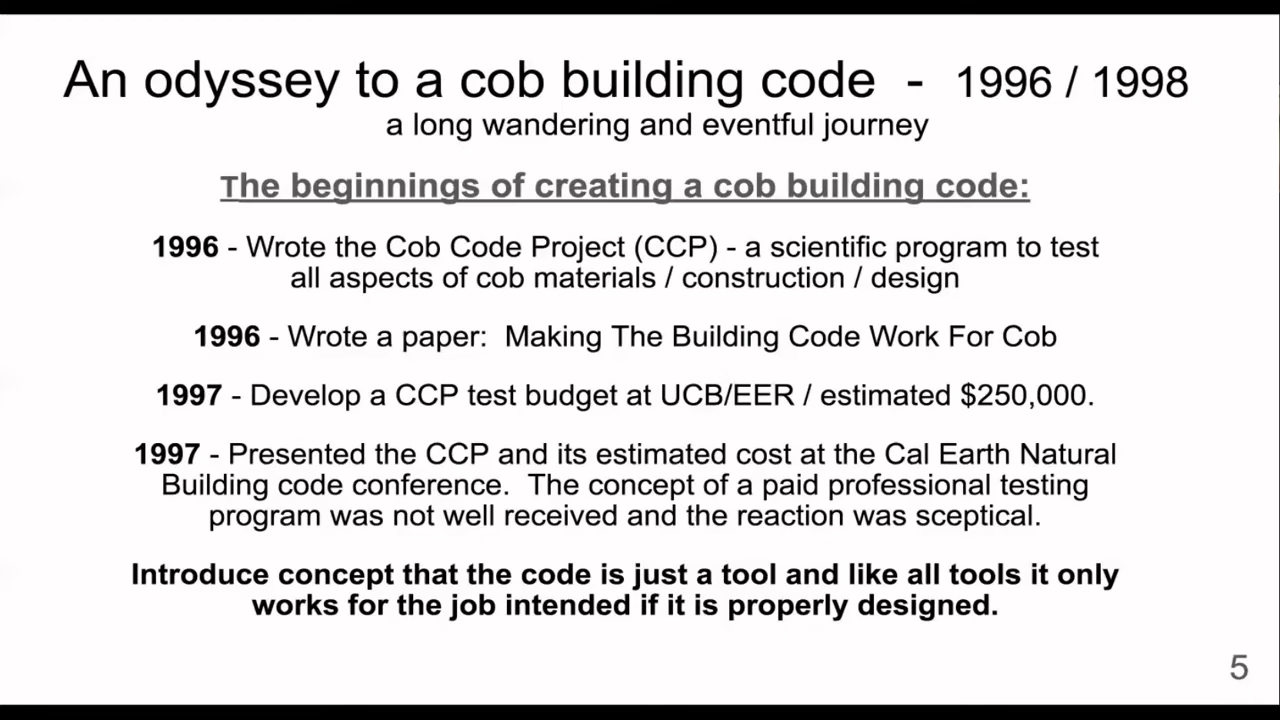 An odyssey to a cob building code - 1996 / 1998
a long wandering and eventful journey
The beginnings of creating a cob building code:
1996 - Wrote the Cob Code Project (CCP) - a scientific program to test
all aspects of cob materials / construction / design
1996 - Wrote a paper: Making The Building Code Work For Cob
1997 - Develop a CCP test budget at UCB/EER / estimated $250,000.
1997 - Presented the CCP and its estimated cost at the Cal Earth Natural
Building code conference. The concept of a paid professional testing
program was not well received and the reaction was sceptical.
Introduce concept that the code is just a tool and like all tools it only
works for the job intended if it is properly designed.
5